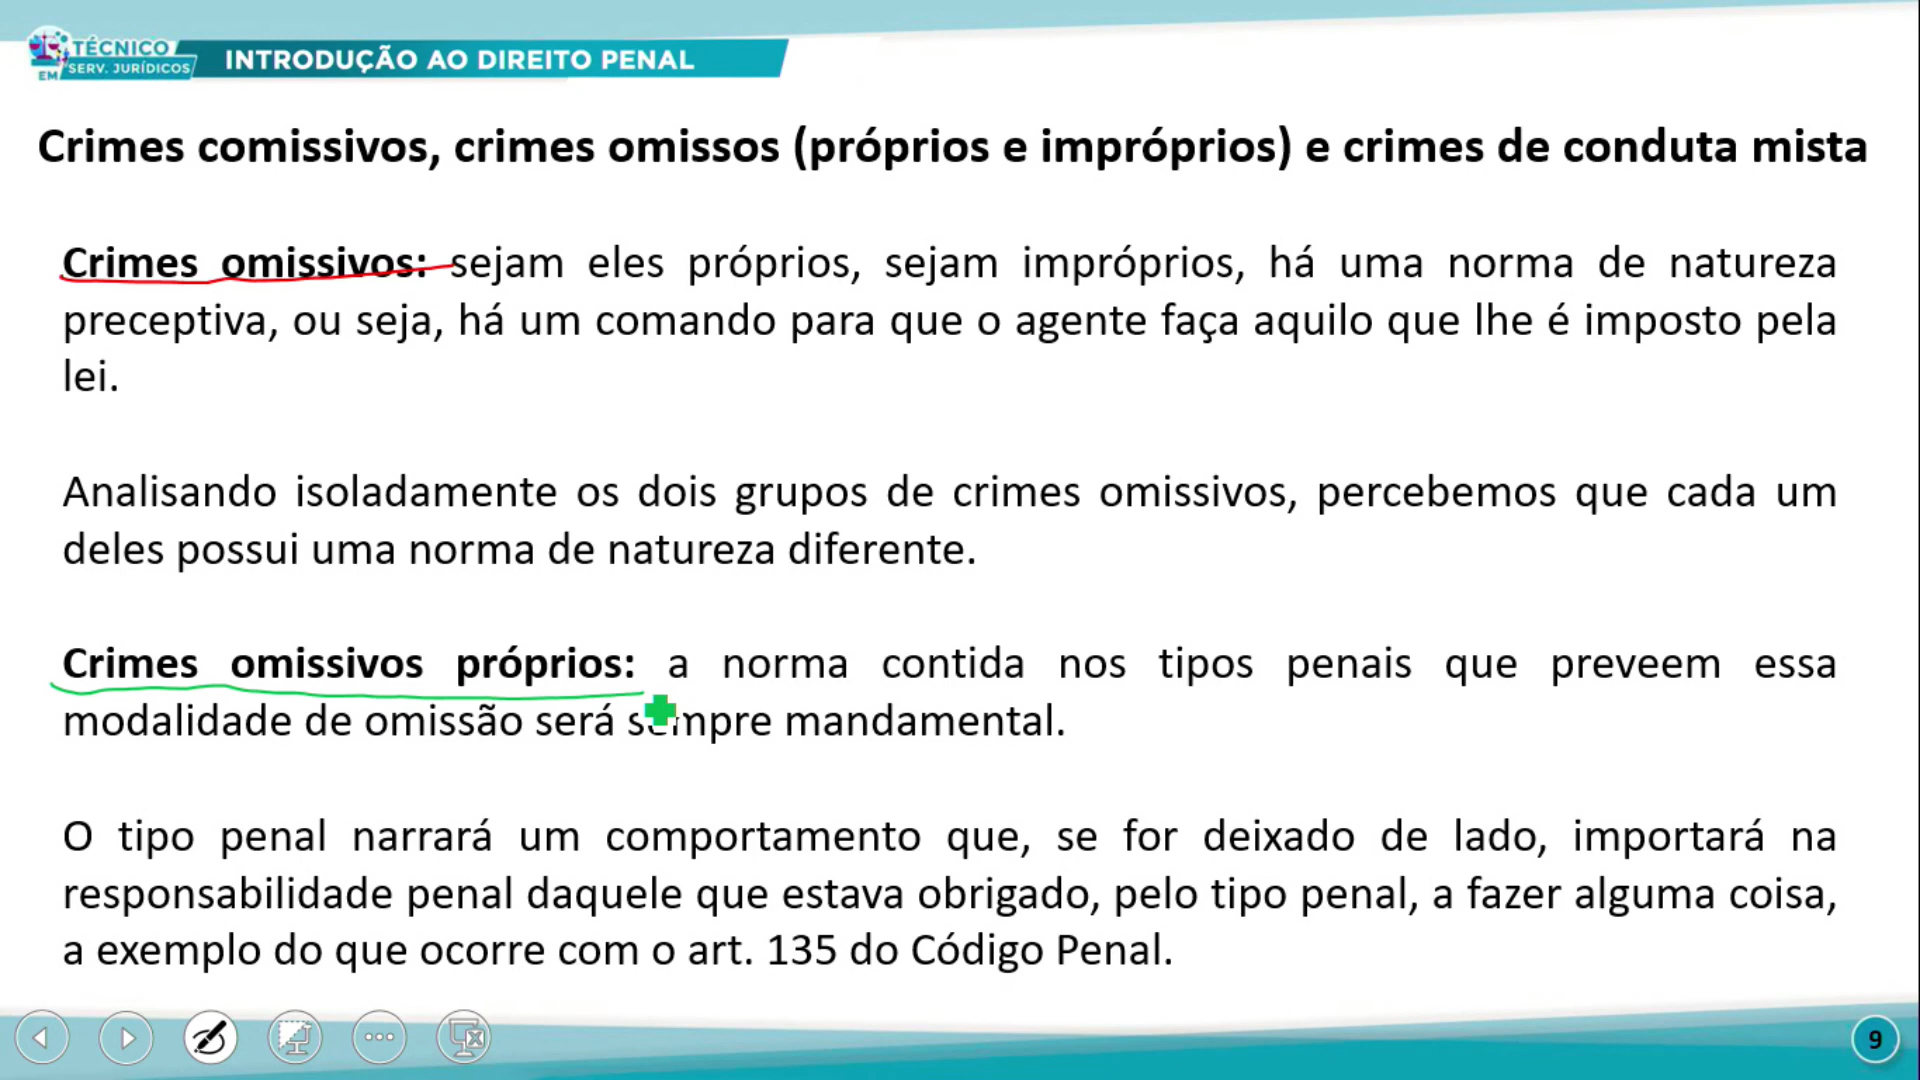 TÉCNICO
EM SERV. JURÍDICOS
INTRODUÇÃO AO DIREITO PENAL
Crimes comissivos, crimes omissos (próprios e impróprios) e crimes de conduta mista
Crimes omissivos: sejam eles próprios, sejam impróprios, há uma norma de natureza
preceptiva, ou seja, há um comando para que o agente faça aquilo que lhe é imposto pela
lei.
Analisando isoladamente os dois grupos de crimes omissivos, percebemos que cada um
deles possui uma norma de natureza diferente.
Crimes omissivos próprios: a norma contida nos tipos penais que preveem essa
modalidade de omissão será sempre mandamental.
O tipo penal narrará um comportamento que, se for deixado de lado, importará na
responsabilidade penal daquele que estava obrigado, pelo tipo penal, a fazer alguma coisa,
a exemplo do que ocorre com o art. 135 do Código Penal.
9